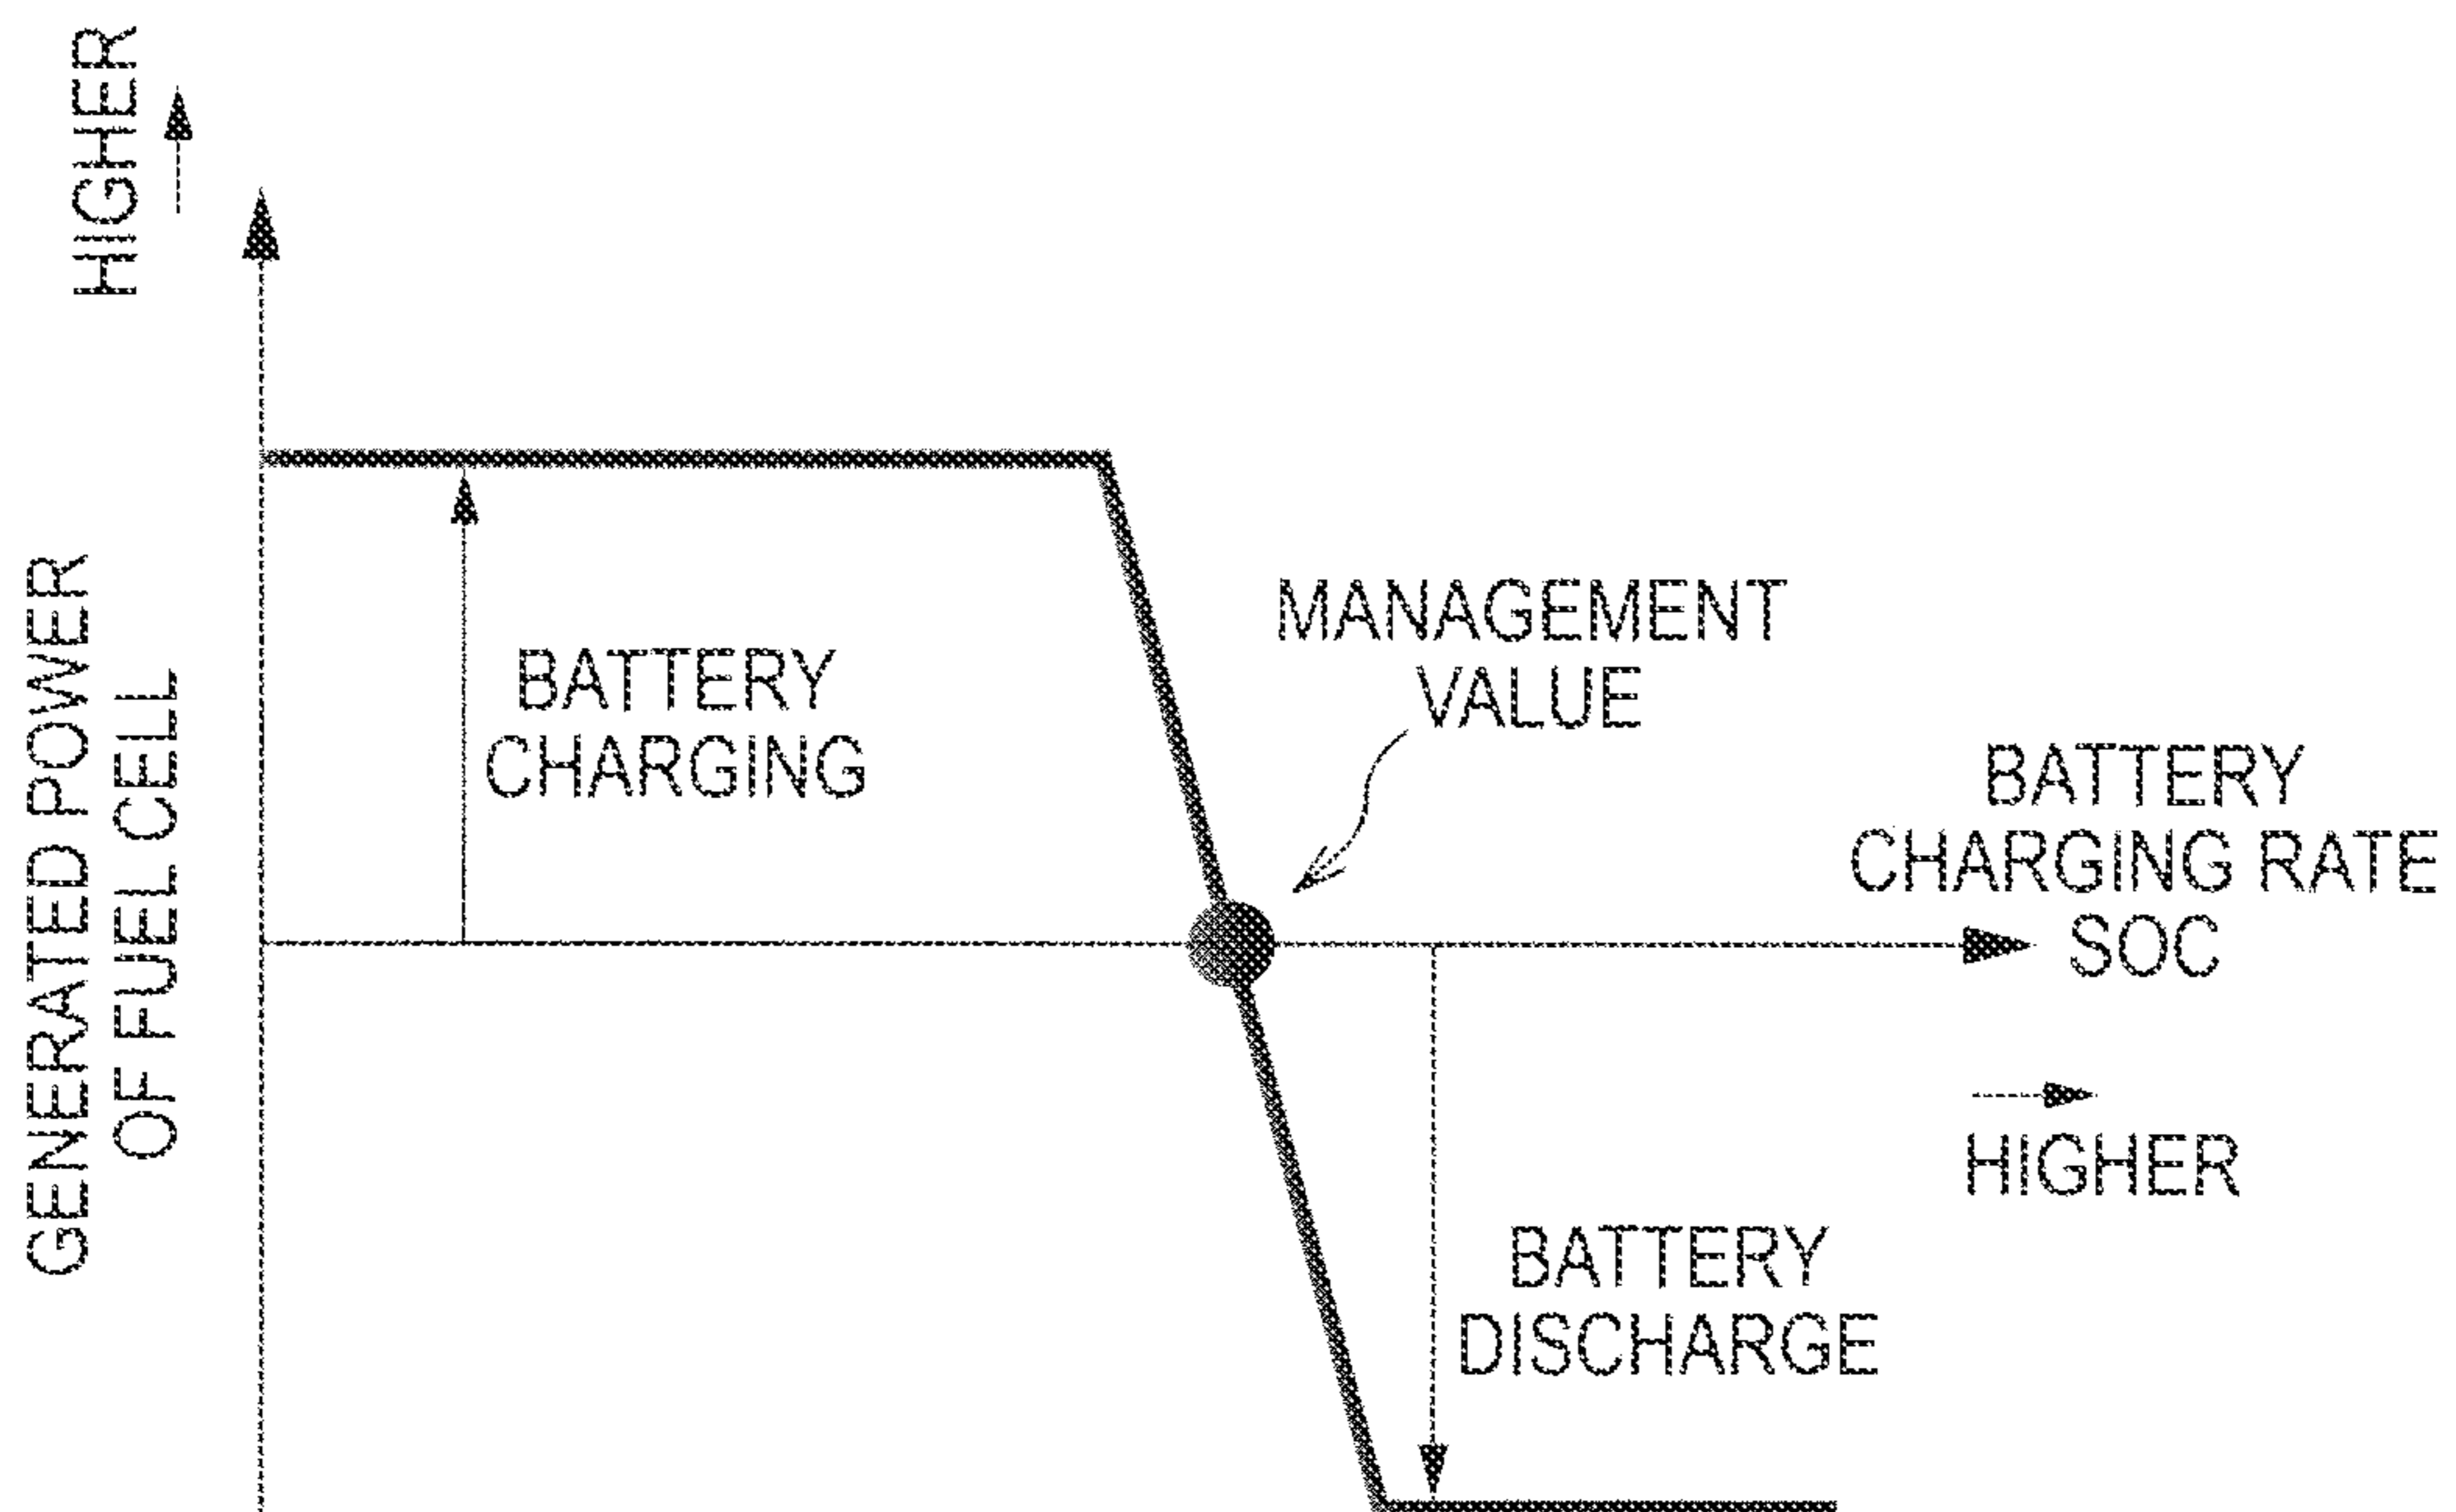 HIGHER
GENERATED POWER
OF FUEL CELL
BATTERY
CHARGING
MANAGEMENT
VALUE
BATTERY
CHARGING RATE
SOC
HIGHER
BATTERY
DISCHARGE